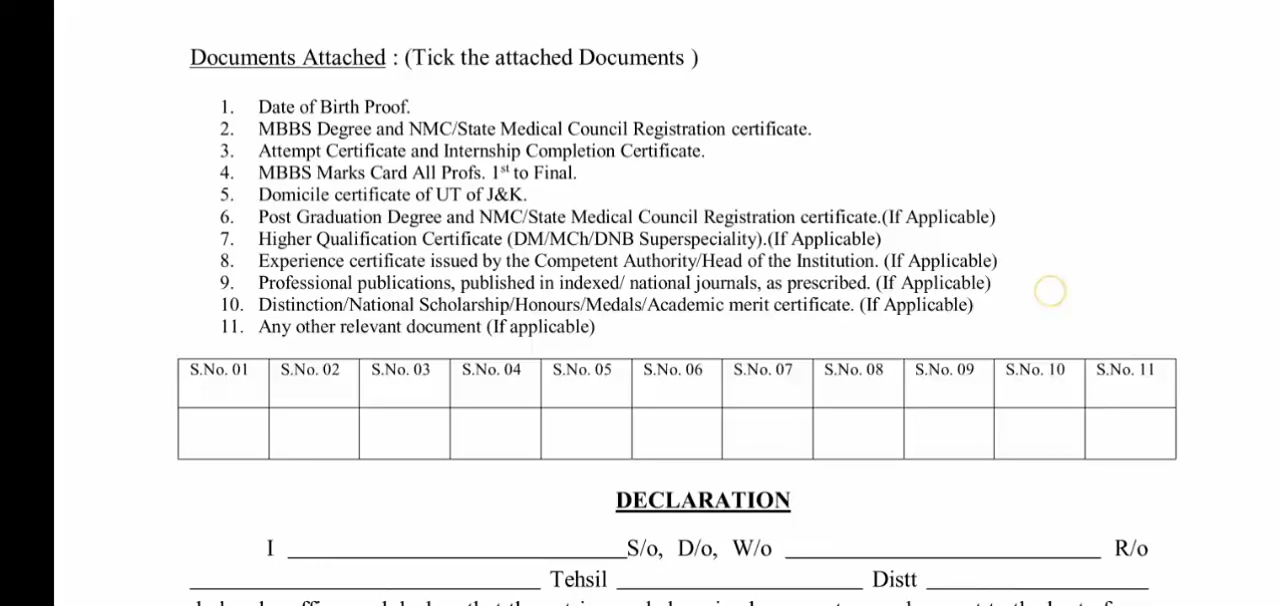 Documents Attached : (Tick the attached Documents )
1. Date of Birth Proof.
2. MBBS Degree and NMC/State Medical Council Registration certificate.
3. Attempt Certificate and Internship Completion Certificate.
4. MBBS Marks Card All Profs. 1st to Final.
5. Domicile certificate of UT of J&K.
6. Post Graduation Degree and NMC/State Medical Council Registration certificate.(If Applicable)
7. Higher Qualification Certificate (DM/MCh/DNB Superspeciality).(If Applicable)
8. Experience certificate issued by the Competent Authority/Head of the Institution. (If Applicable)
9. Professional publications, published in indexed/ national journals, as prescribed. (If Applicable)
10. Distinction/National Scholarship/Honours/Medals/Academic merit certificate. (If Applicable)
11. Any other relevant document (If applicable)
S.No. 01 S.No. 02 S.No. 03 S.No. 04 S.No. 05 S.No. 06 S.No. 07 S.No. 08 S.No. 09 S.No. 10 S.No. 11
DECLARATION
I ______________________________S/o, D/o, W/o ____________________________ R/o
_______________________________ Tehsil ______________________ Distt ____________________